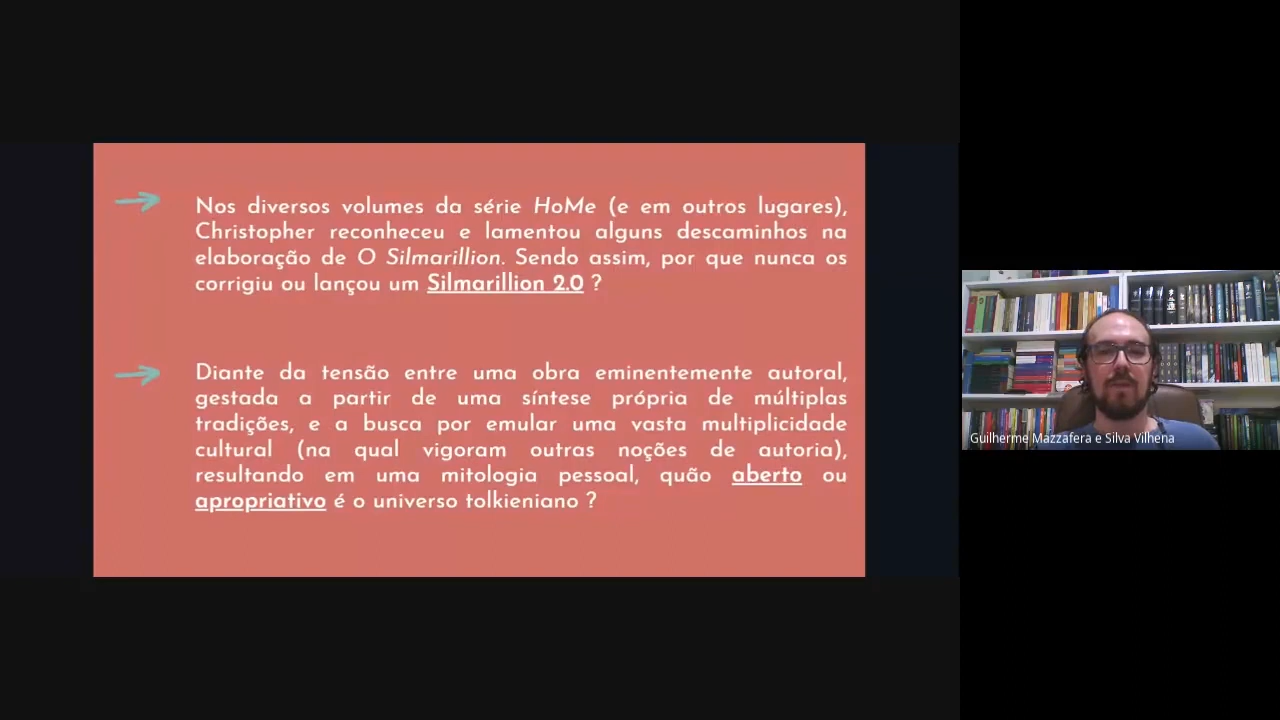 Nos diversos volumes da série HoMe (e em outros lugares),
Christopher reconheceu e lamentou alguns descaminhos na
elaboração de O Silmarillion. Sendo assim, por que nunca os
corrigiu ou lançou um Silmarillion 2.0 ?
Diante da tensão entre uma obra eminentemente autoral,
gestada a partir de uma síntese própria de múltiplas
tradições, e a busca por emular uma vasta multiplicidade
cultural (na qual vigoram outras noções de autoria),
resultando em uma mitologia pessoal, quão aberto ou
apropriativo é o universo tolkieniano ?
Guilherme Mazzafera e Silva Vilhena